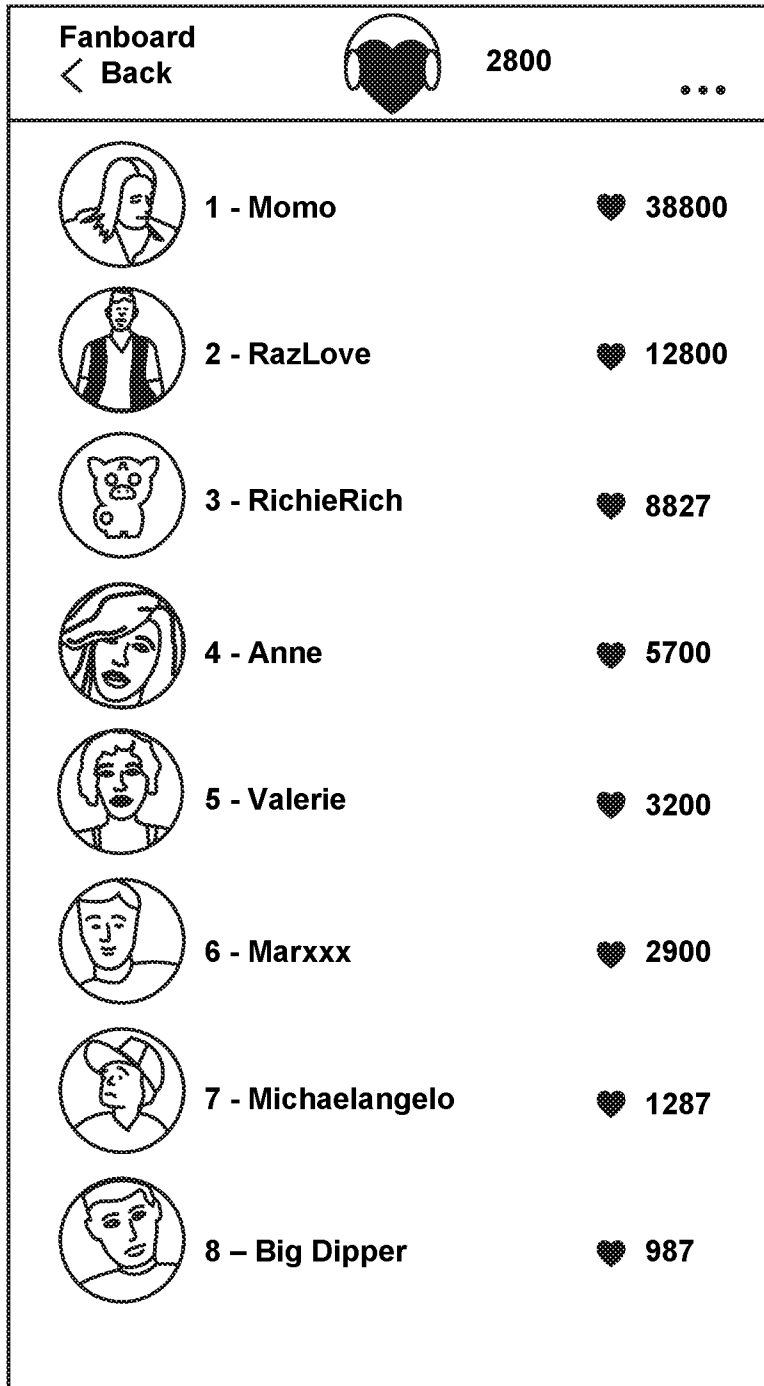 Fanboard
Back
2800
1 - Momo 38800
2 - RazLove 12800
3 - RichieRich 8827
4 - Anne 5700
5 - Valerie 3200
6 - Marxxx 2900
7 - Michaelangelo 1287
8 – Big Dipper 987